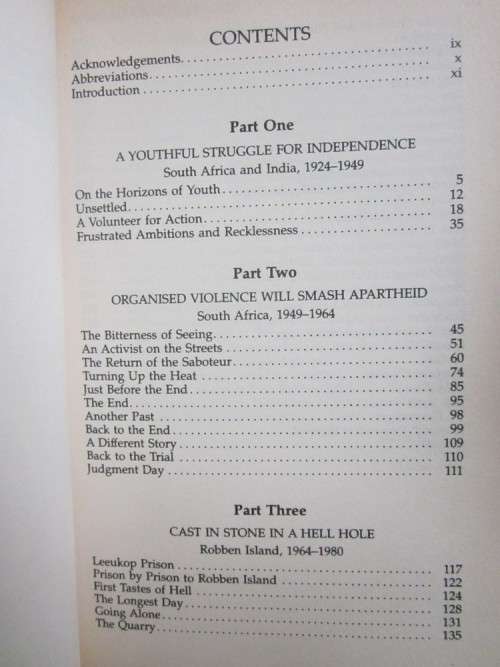 CONTENTS
Acknowledgements. . . . . . . . . . . . . . . . . . . . . . . . . . . . . . . . . . . ix
Abbreviations. . . . . . . . . . . . . . . . . . . . . . . . . . . . . . . . . . . . . . . x
Introduction . . . . . . . . . . . . . . . . . . . . . . . . . . . . . . . . . . . . . . . . xi
Part One
A YOUTHFUL STRUGGLE FOR INDEPENDENCE
South Africa and India, 1924–1949
On the Horizons of Youth . . . . . . . . . . . . . . . . . . . . . . . . . . . . 5
Unsettled. . . . . . . . . . . . . . . . . . . . . . . . . . . . . . . . . . . . . . . . . 12
A Volunteer for Action. . . . . . . . . . . . . . . . . . . . . . . . . . . . . . 18
Frustrated Ambitions and Recklessness . . . . . . . . . . . . . . . . . 35
Part Two
ORGANISED VIOLENCE WILL SMASH APARTHEID
South Africa, 1949–1964
The Bitterness of Seeing. . . . . . . . . . . . . . . . . . . . . . . . . . . . . 45
An Activist on the Streets . . . . . . . . . . . . . . . . . . . . . . . . . . . 51
The Return of the Saboteur. . . . . . . . . . . . . . . . . . . . . . . . . . 60
Turning Up the Heat . . . . . . . . . . . . . . . . . . . . . . . . . . . . . . 74
Just Before the End . . . . . . . . . . . . . . . . . . . . . . . . . . . . . . . . 85
The End. . . . . . . . . . . . . . . . . . . . . . . . . . . . . . . . . . . . . . . . . 95
Another Past . . . . . . . . . . . . . . . . . . . . . . . . . . . . . . . . . . . . . 98
Back to the End . . . . . . . . . . . . . . . . . . . . . . . . . . . . . . . . . . 99
A Different Story . . . . . . . . . . . . . . . . . . . . . . . . . . . . . . . . . 109
Back to the Trial . . . . . . . . . . . . . . . . . . . . . . . . . . . . . . . . . . 110
Judgment Day . . . . . . . . . . . . . . . . . . . . . . . . . . . . . . . . . . . 111
Part Three
CAST IN STONE IN A HELL HOLE
Robben Island, 1964–1980
Leeukop Prison . . . . . . . . . . . . . . . . . . . . . . . . . . . . . . . . . . 117
Prison by Prison to Robben Island . . . . . . . . . . . . . . . . . . . . 122
First Tastes of Hell . . . . . . . . . . . . . . . . . . . . . . . . . . . . . . . . 124
The Longest Day . . . . . . . . . . . . . . . . . . . . . . . . . . . . . . . . . 128
Going Alone . . . . . . . . . . . . . . . . . . . . . . . . . . . . . . . . . . . . 131
The Quarry. . . . . . . . . . . . . . . . . . . . . . . . . . . . . . . . . . . . . . 135